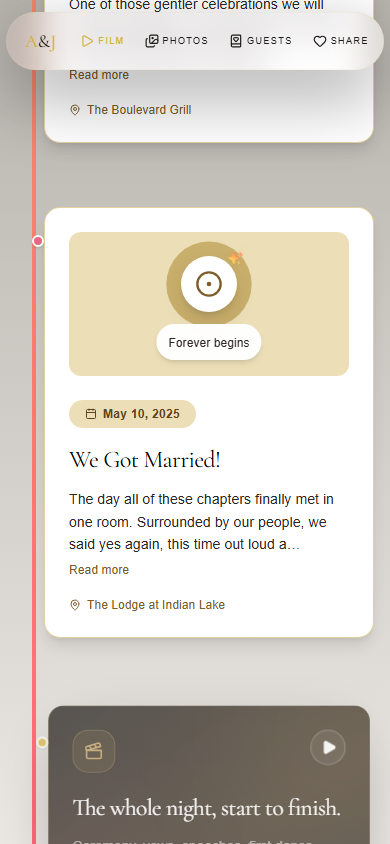 One of those gentler celebrations we will
A&J FILM PHOTOS GUESTS SHARE
Read more
The Boulevard Grill
Forever begins
May 10, 2025
We Got Married!
The day all of these chapters finally met in
one room. Surrounded by our people, we
said yes again, this time out loud a…
Read more
The Lodge at Indian Lake
The whole night, start to finish.